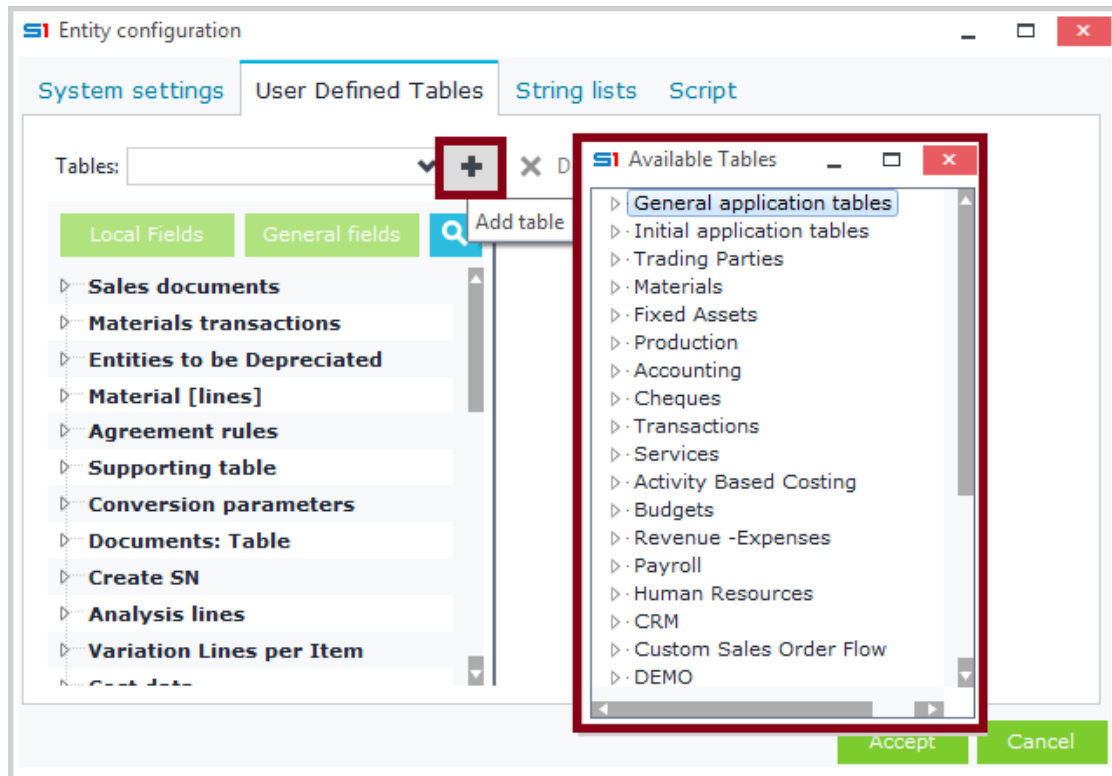 S1 Entity configuration
System settings User Defined Tables String lists Script
Tables:
D
Add table
Local Fields General fields
Sales documents
Materials transactions
Entities to be Depreciated
Material [lines]
Agreement rules
Supporting table
Conversion parameters
Documents: Table
Create SN
Analysis lines
Variation Lines per Item
S1 Available Tables
General application tables
Initial application tables
Trading Parties
Materials
Fixed Assets
Production
Accounting
Cheques
Transactions
Services
Activity Based Costing
Budgets
Revenue -Expenses
Payroll
Human Resources
CRM
Custom Sales Order Flow
DEMO
Accept Cancel